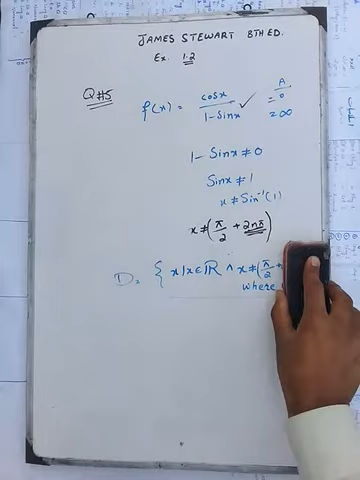 JAMES STEWART 8TH ED.
Ex. 1.2
Q#5
f(x) = cosx / 1 - Sinx ✓
A/0 = ∞
1 - Sinx ≠ 0
Sinx ≠ 1
x ≠ Sin⁻¹(1)
x ≠ (π/2 + 2nπ)
D = { x | x ∈ ℝ ∧ x ≠ (π/2 +
where